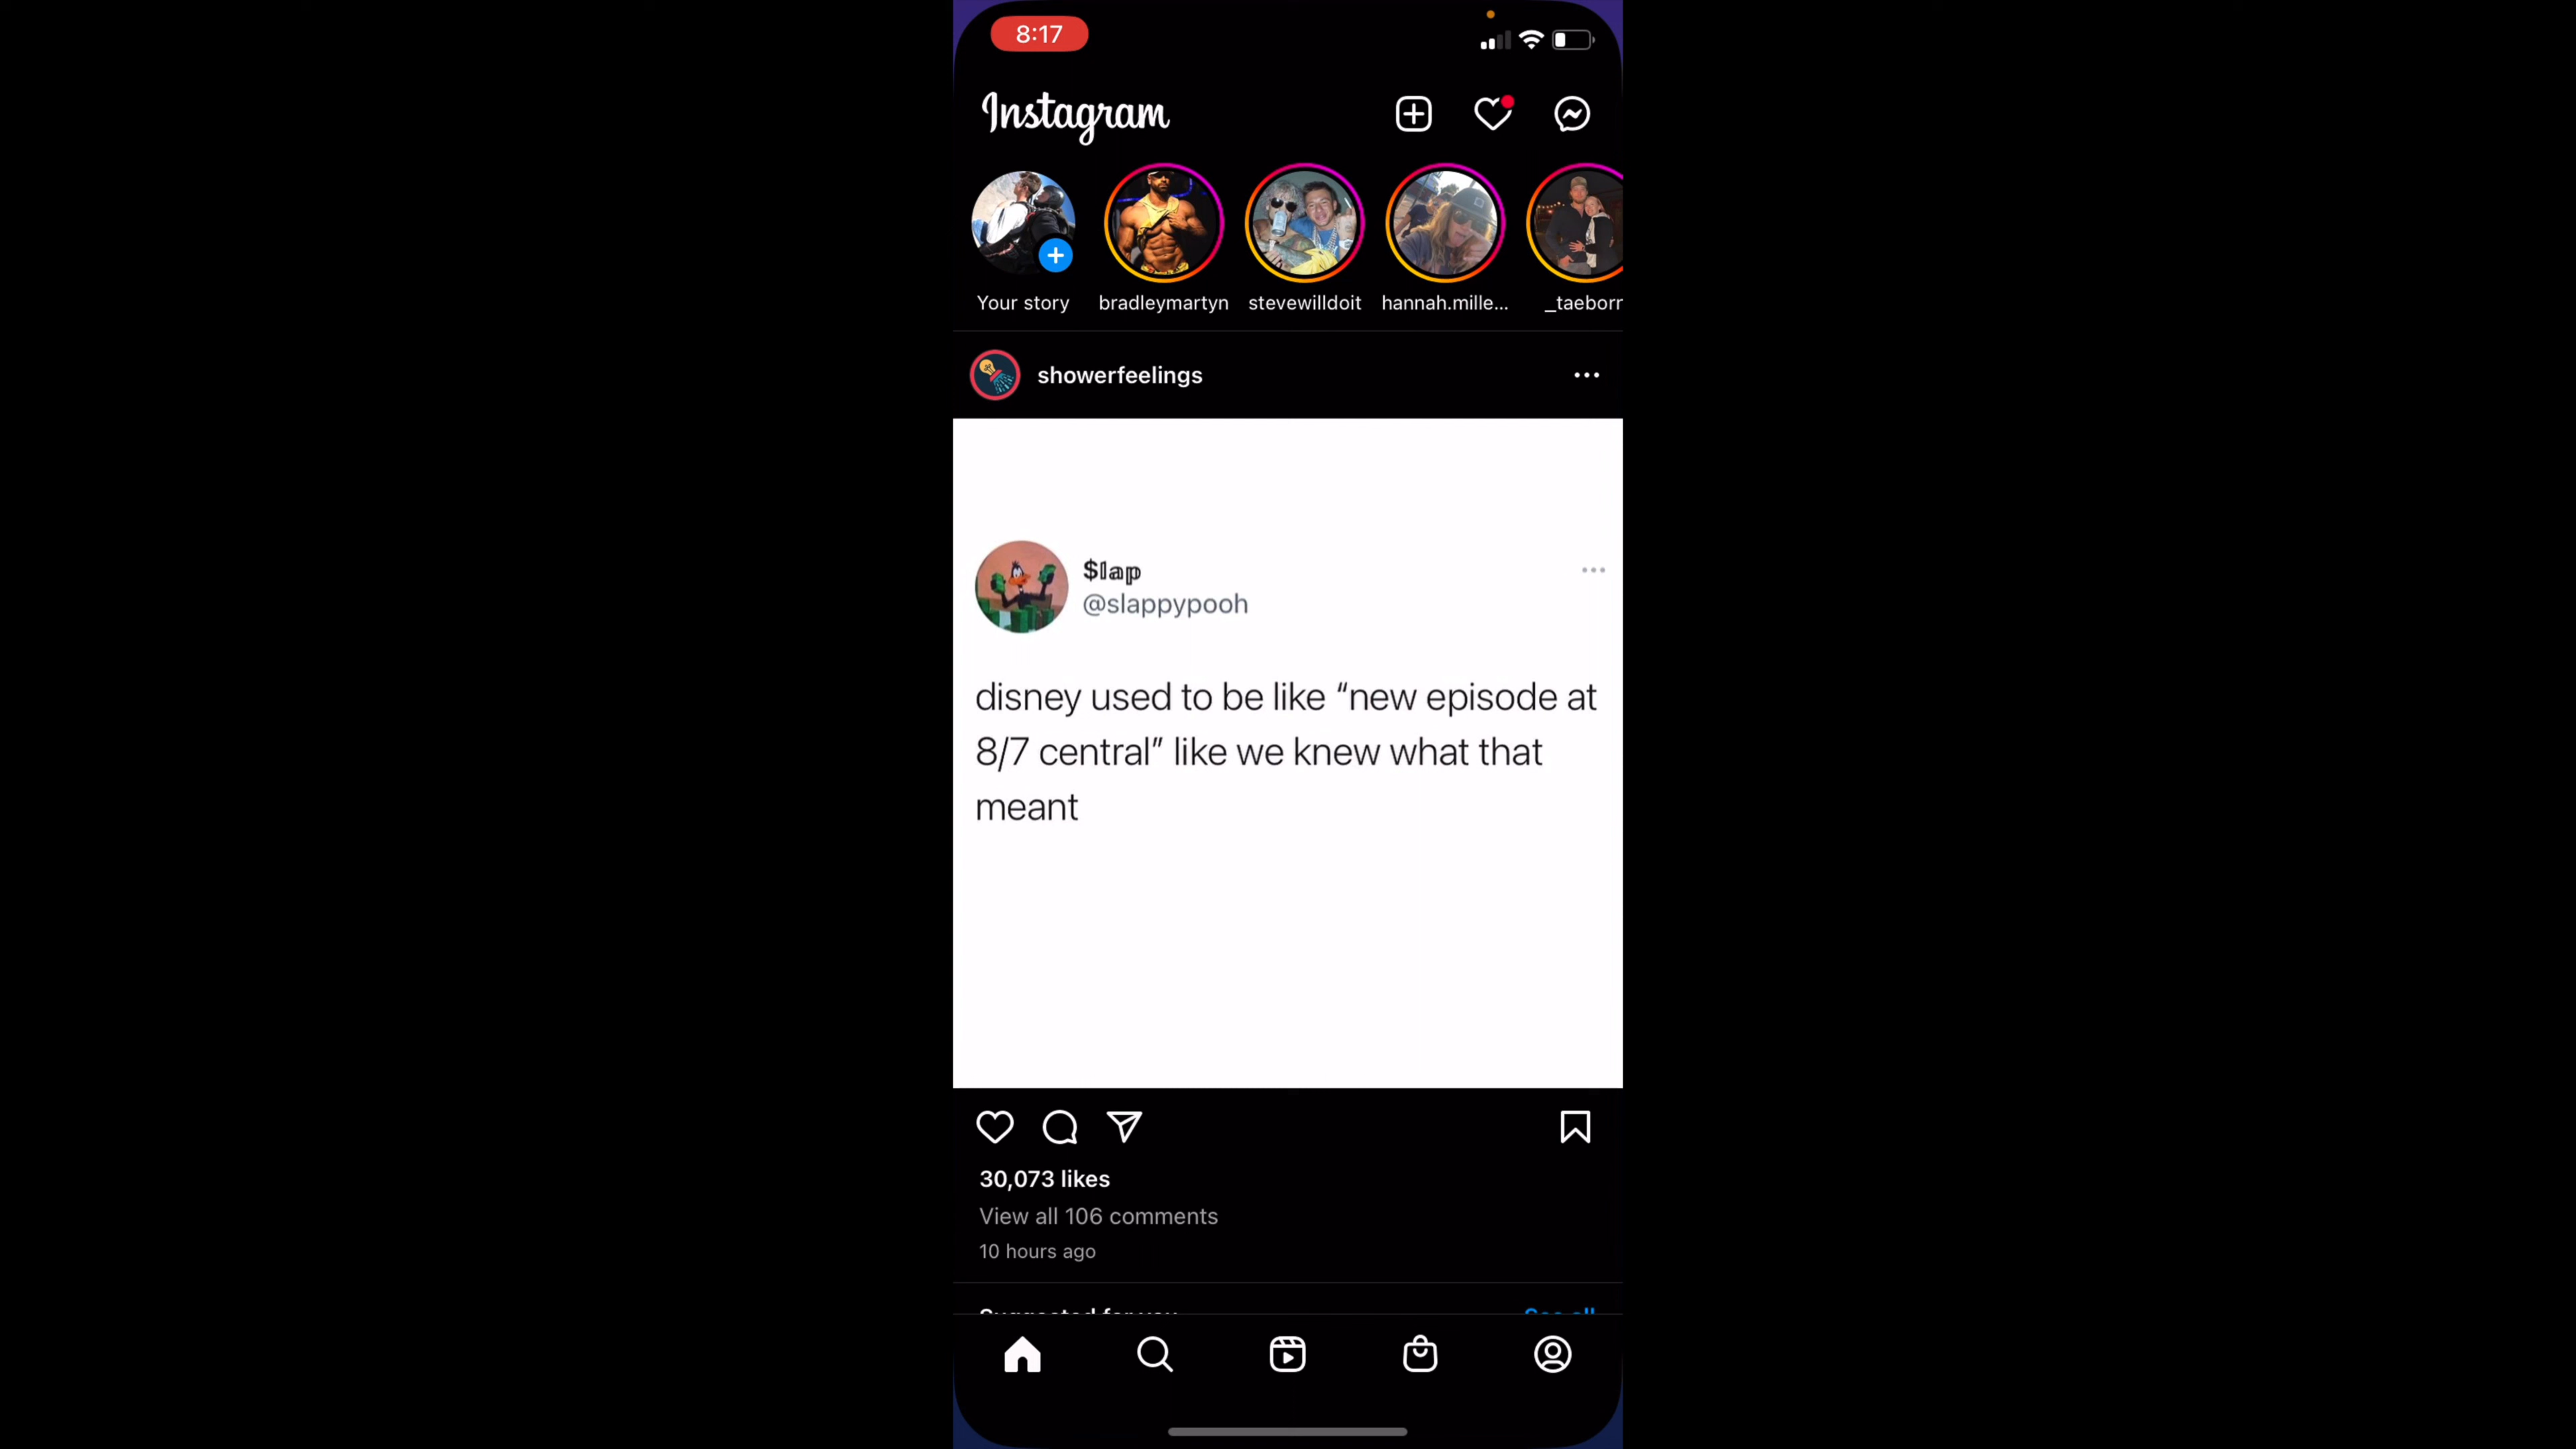 8:17
Instagram
Your story
bradleymartyn
stevewilldoit
hannah.mille...
_taeborr
showerfeelings
$lap
@slappypooh
disney used to be like “new episode at
8/7 central” like we knew what that
meant
30,073 likes
View all 106 comments
10 hours ago
Suggested for you
See all